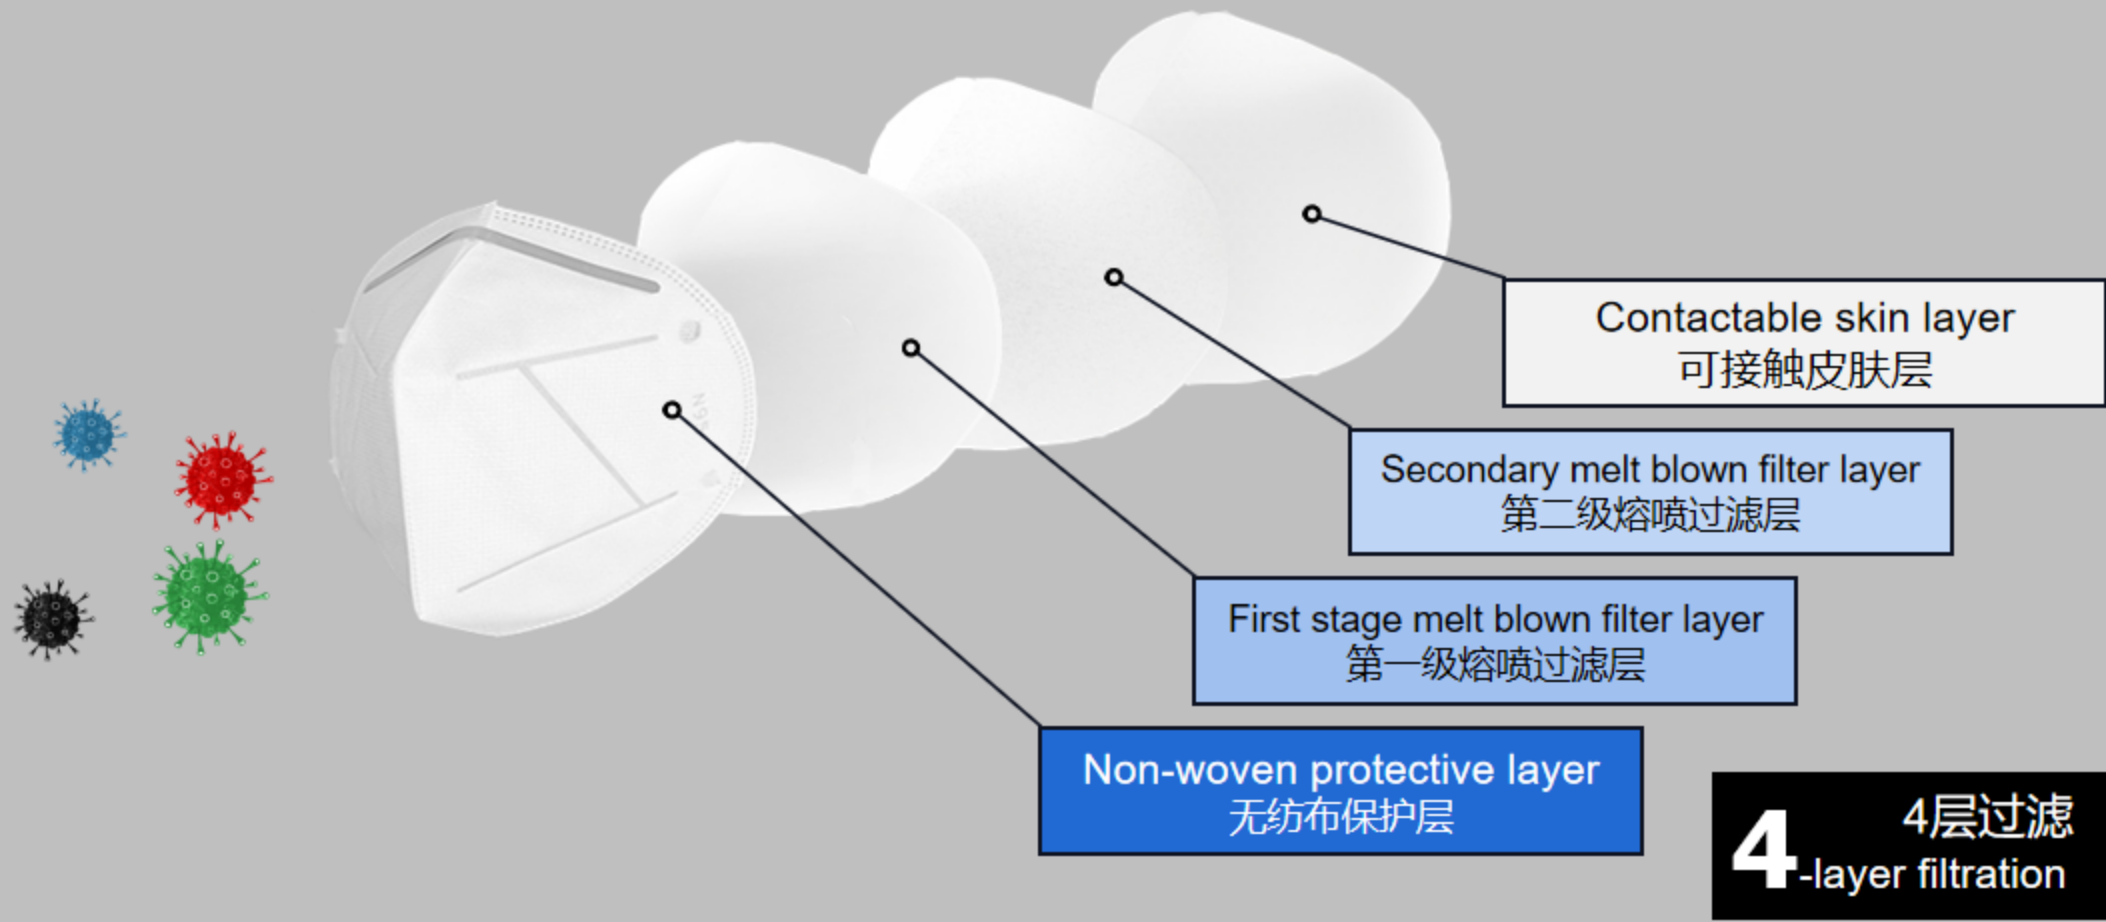 Contactable skin layer
可接触皮肤层
Secondary melt blown filter layer
第二级熔喷过滤层
First stage melt blown filter layer
第一级熔喷过滤层
Non-woven protective layer
无纺布保护层
4层过滤
4-layer filtration